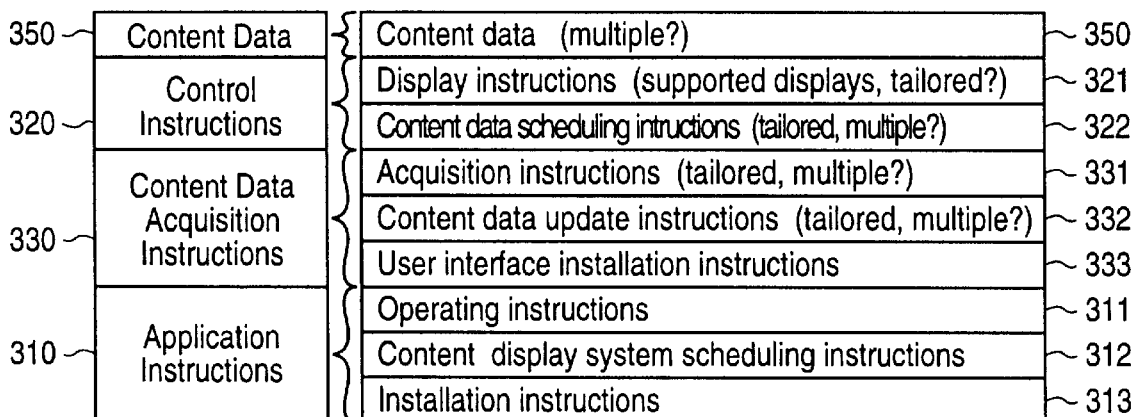 350 Content Data Content data (multiple?) 350
320 Control Instructions Display instructions (supported displays, tailored?) 321
Content data scheduling intructions (tailored, multiple?) 322
330 Content Data Acquisition Instructions Acquisition instructions (tailored, multiple?) 331
Content data update instructions (tailored, multiple?) 332
User interface installation instructions 333
310 Application Instructions Operating instructions 311
Content display system scheduling instructions 312
Installation instructions 313